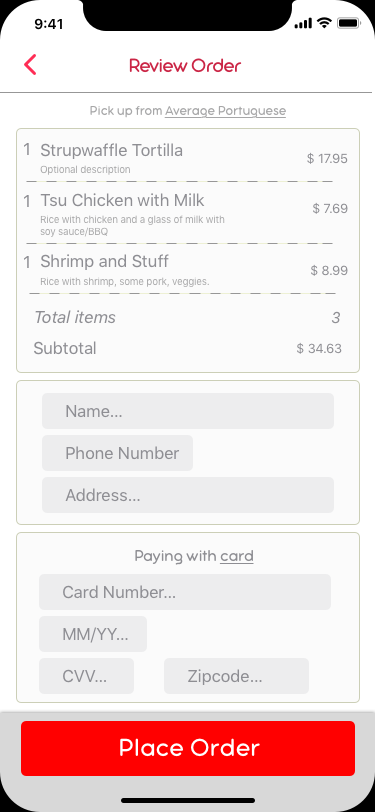 9:41
Review Order
Pick up from Average Portuguese
1 Strupwaffle Tortilla $ 17.95
Optional description
1 Tsu Chicken with Milk $ 7.69
Rice with chicken and a glass of milk with
soy sauce/BBQ
1 Shrimp and Stuff $ 8.99
Rice with shrimp, some pork, veggies.
Total items 3
Subtotal $ 34.63
Name...
Phone Number
Address...
Paying with card
Card Number...
MM/YY...
CVV... Zipcode...
Place Order